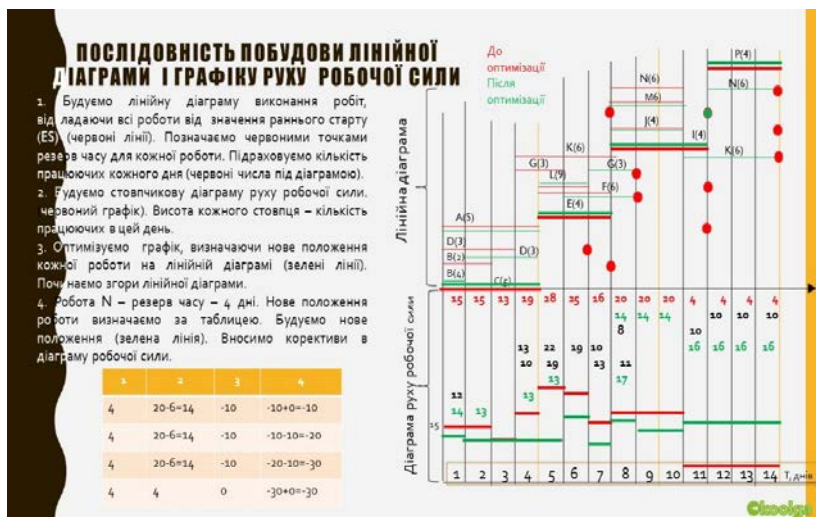 ПОСЛІДОВНІСТЬ ПОБУДОВИ ЛІНІЙНОЇ
ДІАГРАМИ І ГРАФІКУ РУХУ РОБОЧОЇ СИЛИ
1. Будуємо лінійну діаграму виконання робіт,
відкладаючи всі роботи від значення раннього старту
(ES) (червоні лінії). Позначаємо червоними точками
резерв часу для кожної роботи. Підраховуємо кількість
працюючих кожного дня (червоні числа під діаграмою).
2. Будуємо стовпчикову діаграму руху робочої сили.
(червоний графік). Висота кожного стовпця – кількість
працюючих в цей день.
3. Оптимізуємо графік, визначаючи нове положення
кожної роботи на лінійній діаграмі (зелені лінії).
Починаємо згори лінійної діаграми.
4. Робота N – резерв часу – 4 дні. Нове положення
роботи визначаємо за таблицею. Будуємо нове
положення (зелена лінія). Вносимо корективи в
діаграму робочої сили.
1 2 3 4
4 20-6=14 -10 -10+0=-10
4 20-6=14 -10 -10-10=-20
4 20-6=14 -10 -20-10=-30
4 4 0 -30+0=-30
До
оптимізації
Після
оптимізації
Лінійна діаграма
P(4)
N(6) N(6)
M6)
J(4)
I(4)
K(6) K(6)
G(3) G(3)
L(9)
F(6)
E(4)
A(5)
D(3) D(3)
B(2)
B(4)
C(5)
Діаграма руху робочої сили
15 15 13 19 28 25 16 20 20 20 4 4 4 4
14 14 14 10 10 10
8 10
13 22 19 10 11 16 16 16 16
10 19 13 17
12 13 13
14 13
15
1 2 3 4 5 6 7 8 9 10 11 12 13 14 Т, днів